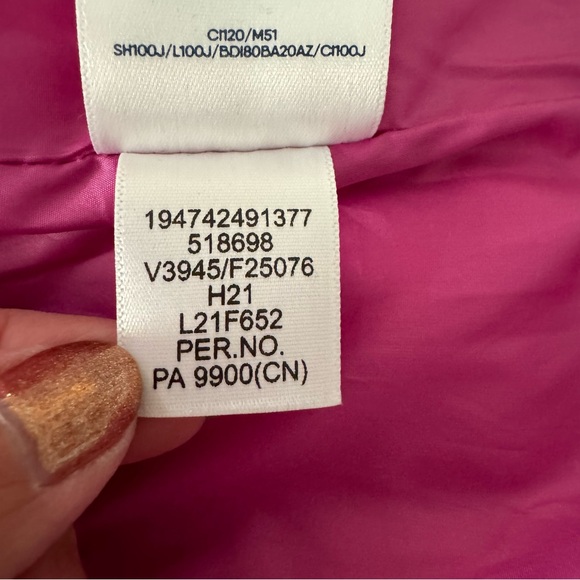 CI120/M51
SH100J/L100J/BDI80BA20AZ/CI100J
194742491377
518698
V3945/F25076
H21
L21F652
PER.NO.
PA 9900(CN)